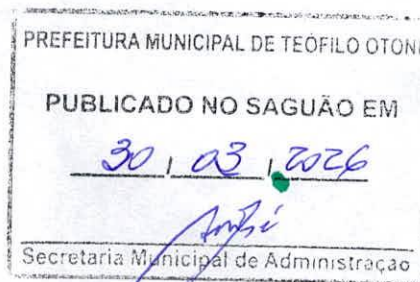 PREFEITURA MUNICIPAL DE TEÓFILO OTONI
PUBLICADO NO SAGUÃO EM
30 / 03 / 2026
Secretaria Municipal de Administração